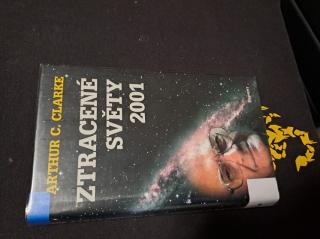 ARTHUR C. CLARKE
ZTRACENÉ
SVĚTY
2001